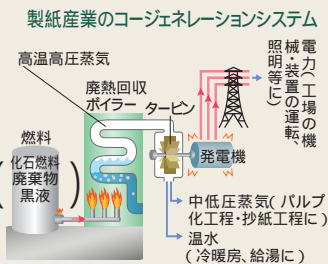 製紙産業のコージェネレーションシステム
高温高圧蒸気
廃熱回収
ボイラー
タービン
電力(工場の機
械・装置の運転、
照明等に)
燃料
(化石燃料
廃棄物
黒液)
発電機
中低圧蒸気(パルプ
化工程・抄紙工程に)
温水
(冷暖房、給湯に)